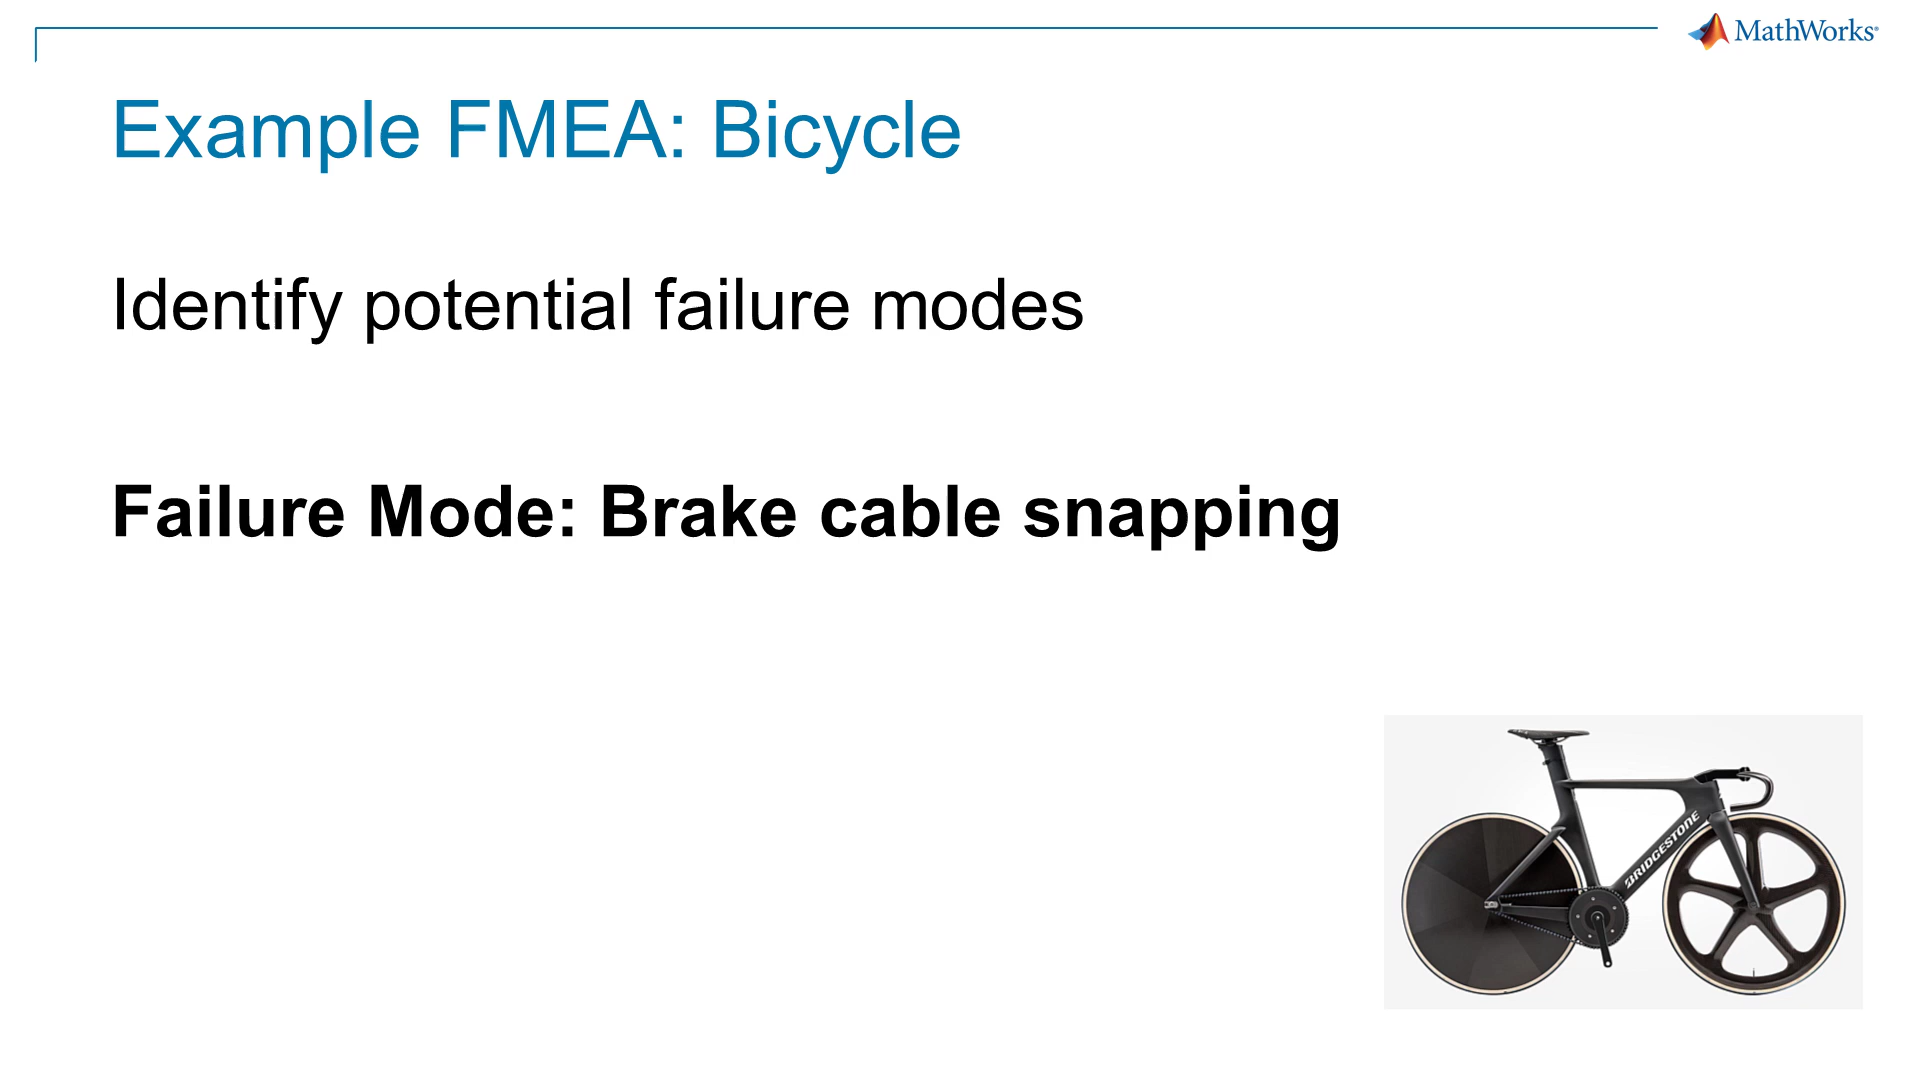 MathWorks
Example FMEA: Bicycle
Identify potential failure modes
Failure Mode: Brake cable snapping
BRIDGESTONE